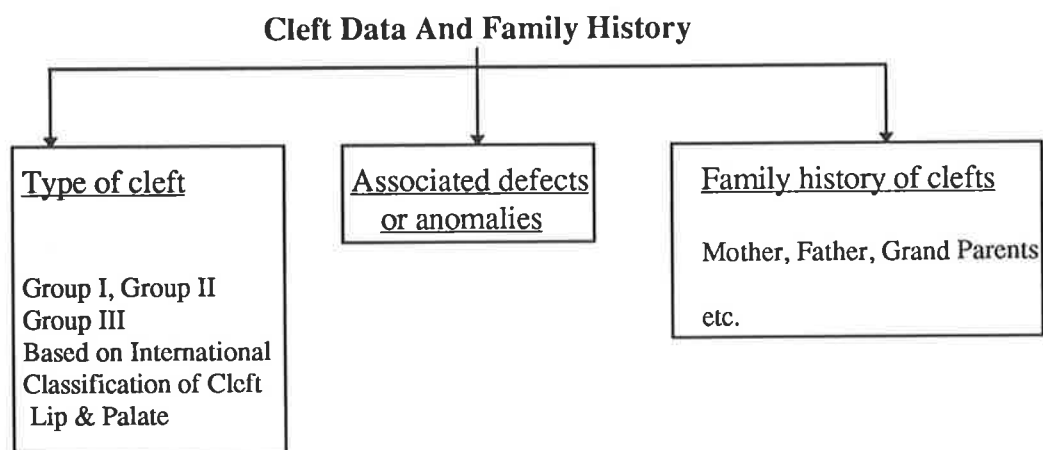 Cleft Data And Family History
Type of cleft
Group I, Group II
Group III
Based on International
Classification of Cleft
Lip & Palate
Associated defects
or anomalies
Family history of clefts
Mother, Father, Grand Parents
etc.